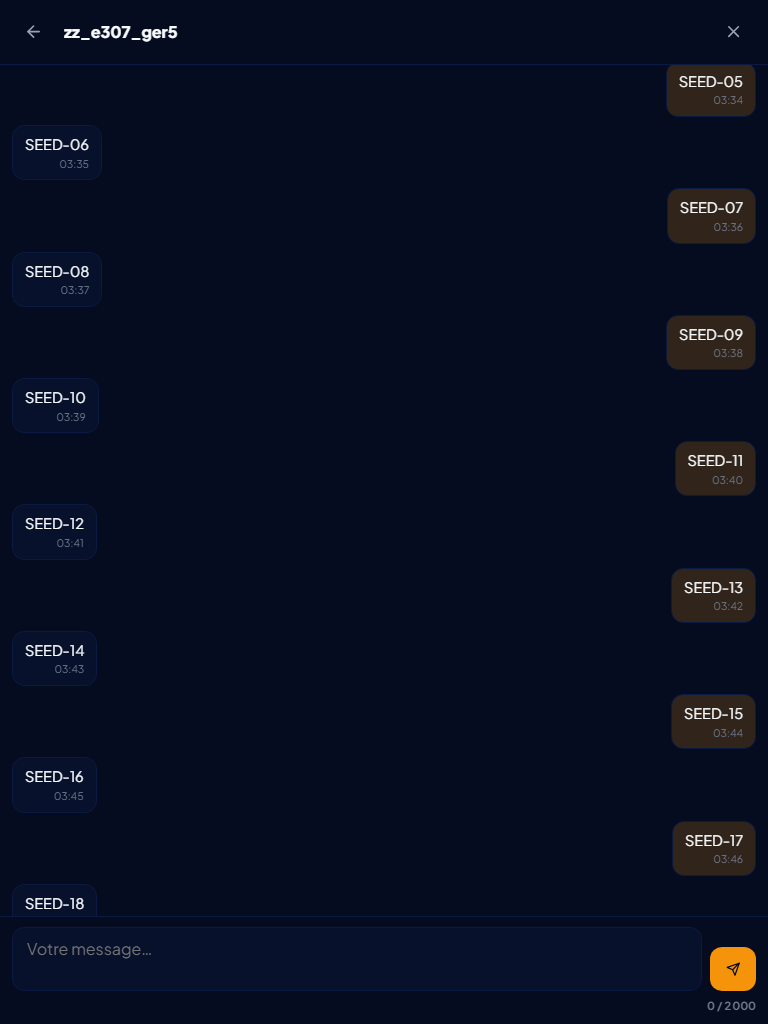 zz_e307_ger5
SEED-05
03:34
SEED-06
03:35
SEED-07
03:36
SEED-08
03:37
SEED-09
03:38
SEED-10
03:39
SEED-11
03:40
SEED-12
03:41
SEED-13
03:42
SEED-14
03:43
SEED-15
03:44
SEED-16
03:45
SEED-17
03:46
SEED-18
Votre message...
0 / 2000